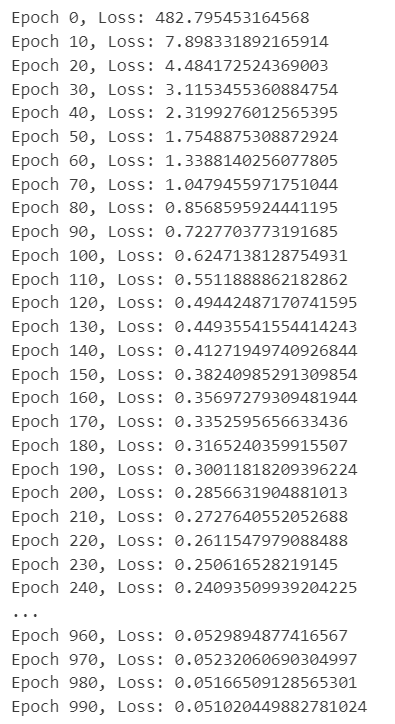 Epoch 0, Loss: 482.795453164568
Epoch 10, Loss: 7.898331892165914
Epoch 20, Loss: 4.484172524369003
Epoch 30, Loss: 3.1153455360884754
Epoch 40, Loss: 2.3199276012565395
Epoch 50, Loss: 1.7548875308872924
Epoch 60, Loss: 1.3388140256077805
Epoch 70, Loss: 1.0479455971751044
Epoch 80, Loss: 0.8568595924441195
Epoch 90, Loss: 0.7227703773191685
Epoch 100, Loss: 0.6247138128754931
Epoch 110, Loss: 0.5511888862182862
Epoch 120, Loss: 0.49442487170741595
Epoch 130, Loss: 0.44935541554414243
Epoch 140, Loss: 0.41271949740926844
Epoch 150, Loss: 0.38240985291309854
Epoch 160, Loss: 0.35697279309481944
Epoch 170, Loss: 0.3352595656633436
Epoch 180, Loss: 0.3165240359915507
Epoch 190, Loss: 0.30011818209396224
Epoch 200, Loss: 0.2856631904881013
Epoch 210, Loss: 0.2727640552052688
Epoch 220, Loss: 0.2611547979088488
Epoch 230, Loss: 0.250616528219145
Epoch 240, Loss: 0.24093509939204225
...
Epoch 960, Loss: 0.0529894877416567
Epoch 970, Loss: 0.05232060690304997
Epoch 980, Loss: 0.05166509128565301
Epoch 990, Loss: 0.051020449882781024